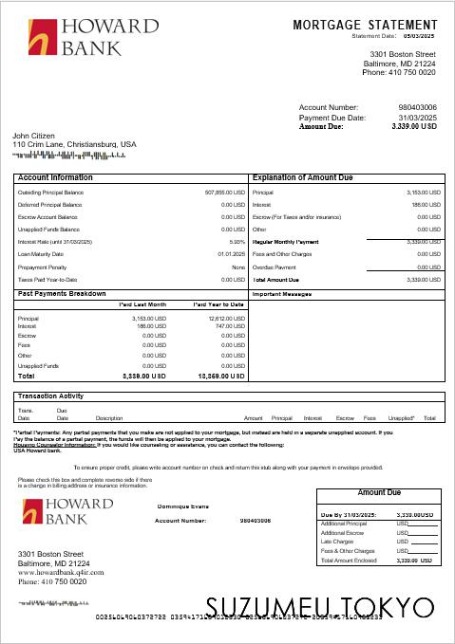 HOWARD
BANK
MORTGAGE STATEMENT
Statement Date: 05/03/2025
3301 Boston Street
Baltimore, MD 21224
Phone: 410 750 0020
Account Number: 980403006
Payment Due Date: 31/03/2025
Amount Due: 3,339.00 USD
John Citizen
110 Crim Lane, Christiansburg, USA
Account Information
Explanation of Amount Due
Outsting Principal Balance 507,855.00 USD
Principal 3,153.00 USD
Deferred Principal Balance 0.00 USD
Interest 186.00 USD
Escrow Account Balance 0.00 USD
Escrow (For Taxes and/or insurance) 0.00 USD
Unapplied Funds Balance 0.00 USD
Other 0.00 USD
Interest Rate (until 31/03/2025)
Regular Monthly Payment 3,339.00 USD
Loan Maturity Date 01.01.2025
Fees and Other Charges 0.00 USD
Prepayment Penalty None
Overdue Payment 0.00 USD
Taxes Paid Year-to-Date 0.00 USD
Total Amount Due 3,339.00 USD
Past Payments Breakdown
Important Messages
Paid Last Month Paid Year to Date
Principal 3,153.00 USD 12,612.00 USD
Interest 186.00 USD 747.00 USD
Escrow 0.00 USD 0.00 USD
Fees 0.00 USD 0.00 USD
Other 0.00 USD 0.00 USD
Unapplied Funds 0.00 USD 0.00 USD
Total 3,339.00 USD
Transaction Activity
Trans. Date Due Date Description Amount Principal Interest Escrow Fees Unapplied* Total
*Partial Payments: Any partial payments that you make are not applied to your mortgage, but instead are held in a separate unapplied account. If you
Pay the balance of a partial payment, the funds will then be applied to your mortgage.
Housing Counselor Information: If you would like counseling or assistance, you can contact the following:
USA Howard bank.
To ensure proper credit, please write account number on check and return this stub along with your payment in envelope provided.
Please check this box and complete reverse side if there
is a change in billing address or insurance information.
HOWARD
BANK
Dominique Evans
Account Number: 980403006
Amount Due
Due By 31/03/2025: 3,339.00USD
Additional Principal USD
Additional Escrow USD
Late Charges USD
Fees & Other Charges USD
Total Amount Enclosed 3,339.00 USD
3301 Boston Street
Baltimore, MD 21224
www.howardbank.q4ir.com
Phone: 410 750 0020
SUZUMEU.TOKYO